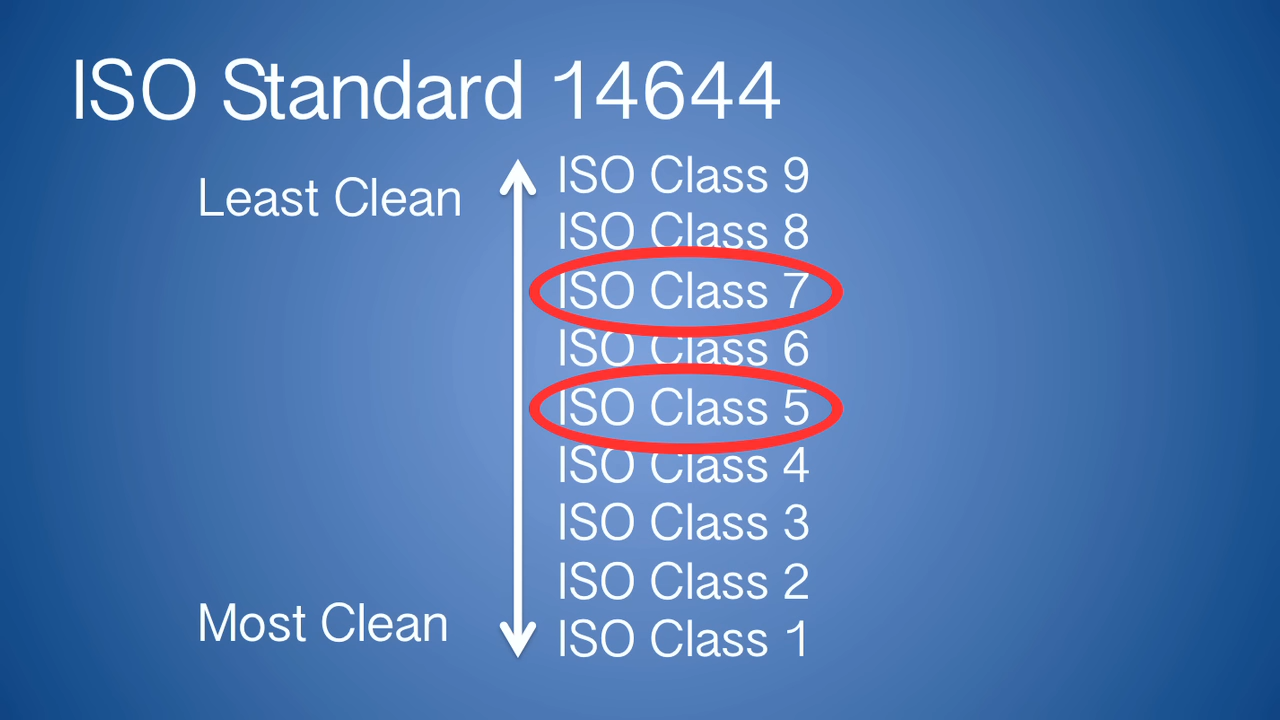 ISO Standard 14644
Least Clean
ISO Class 9
ISO Class 8
ISO Class 7
ISO Class 6
ISO Class 5
ISO Class 4
ISO Class 3
ISO Class 2
Most Clean
ISO Class 1